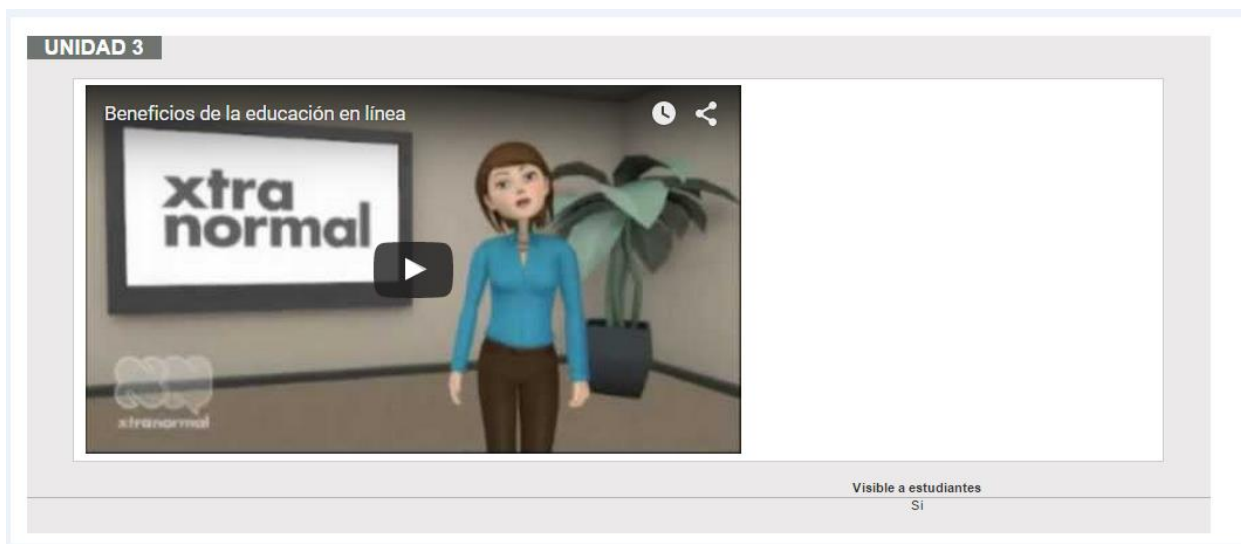 UNIDAD 3
Beneficios de la educación en línea
xtra
normal
xtranormal
Visible a estudiantes
Si